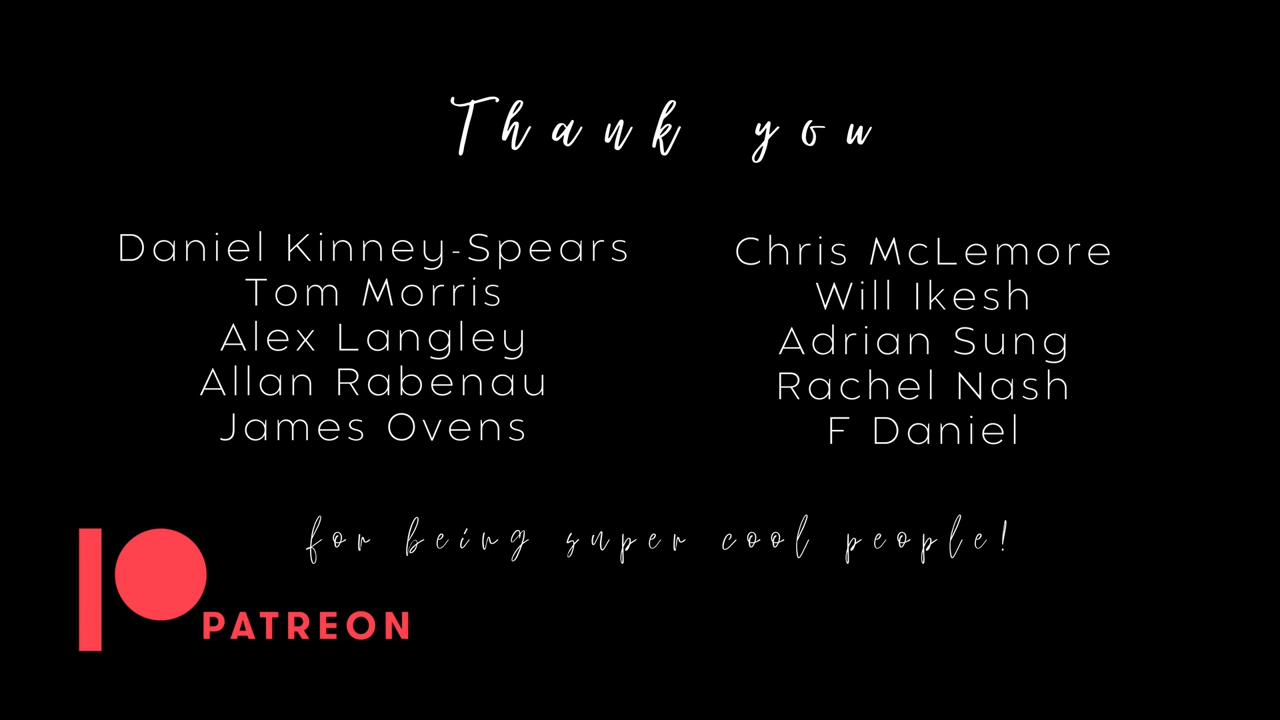 Thank you
Daniel Kinney-Spears
Tom Morris
Alex Langley
Allan Rabenau
James Ovens
Chris McLemore
Will Ikesh
Adrian Sung
Rachel Nash
F Daniel
for being super cool people!
PATREON